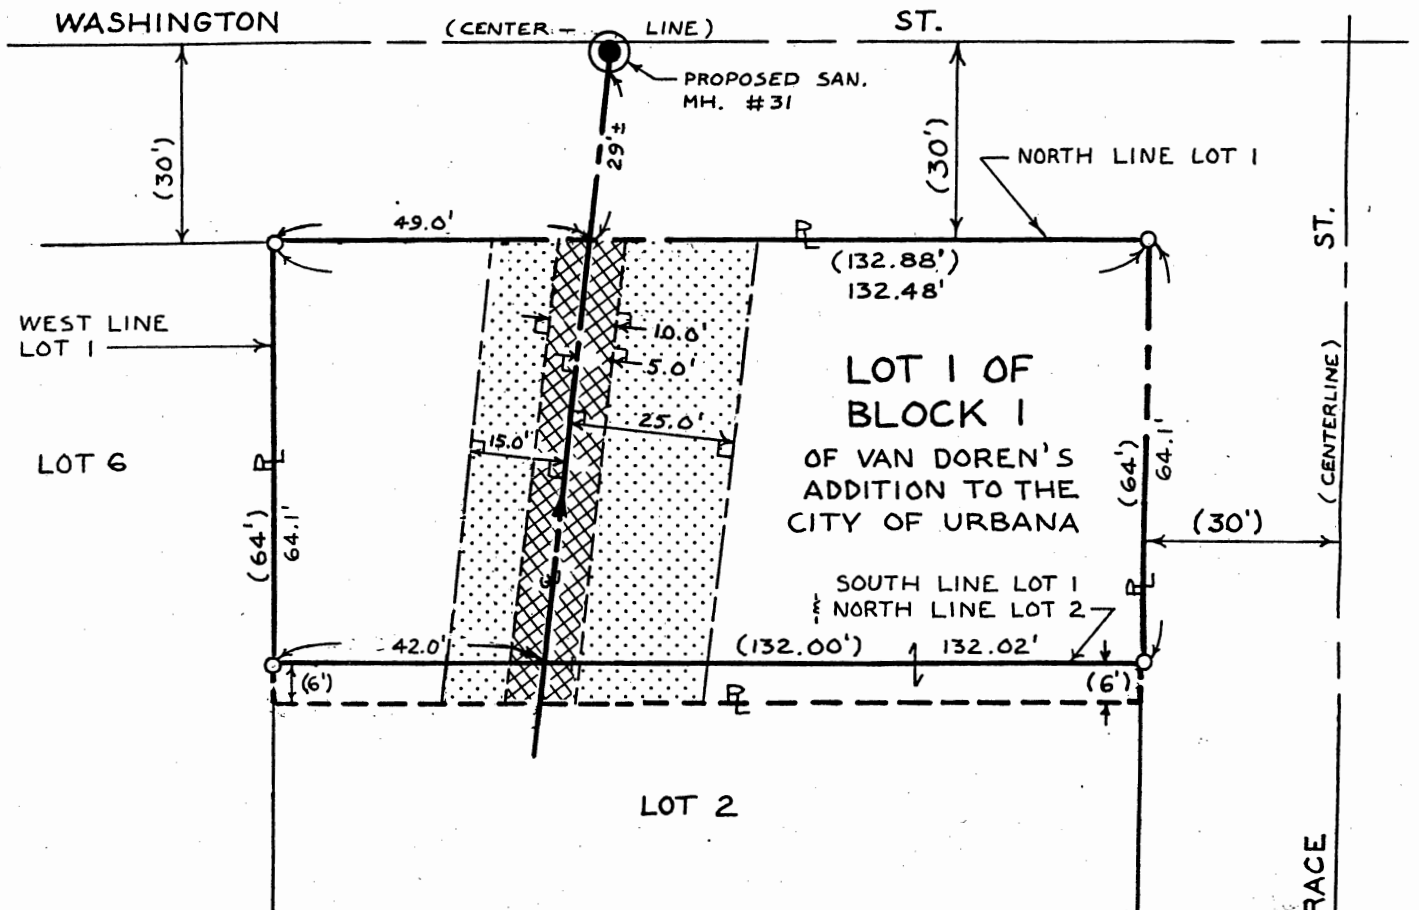 WASHINGTON (CENTER - LINE) ST.
PROPOSED SAN.
MH. #31
29'±
(30')
(30')
NORTH LINE LOT 1
ST.
49.0'
PL
(132.88')
132.48'
WEST LINE
LOT 1
10.0'
5.0'
LOT 1 OF
BLOCK 1
OF VAN DOREN'S
ADDITION TO THE
CITY OF URBANA
25.0'
15.0'
LOT 6
PL
(64')
64.1'
(64')
64.1'
(CENTERLINE)
(30')
PL
SOUTH LINE LOT 1
& NORTH LINE LOT 2
42.0'
(132.00') 132.02'
(6')
(6')
PL
LOT 2
RACE